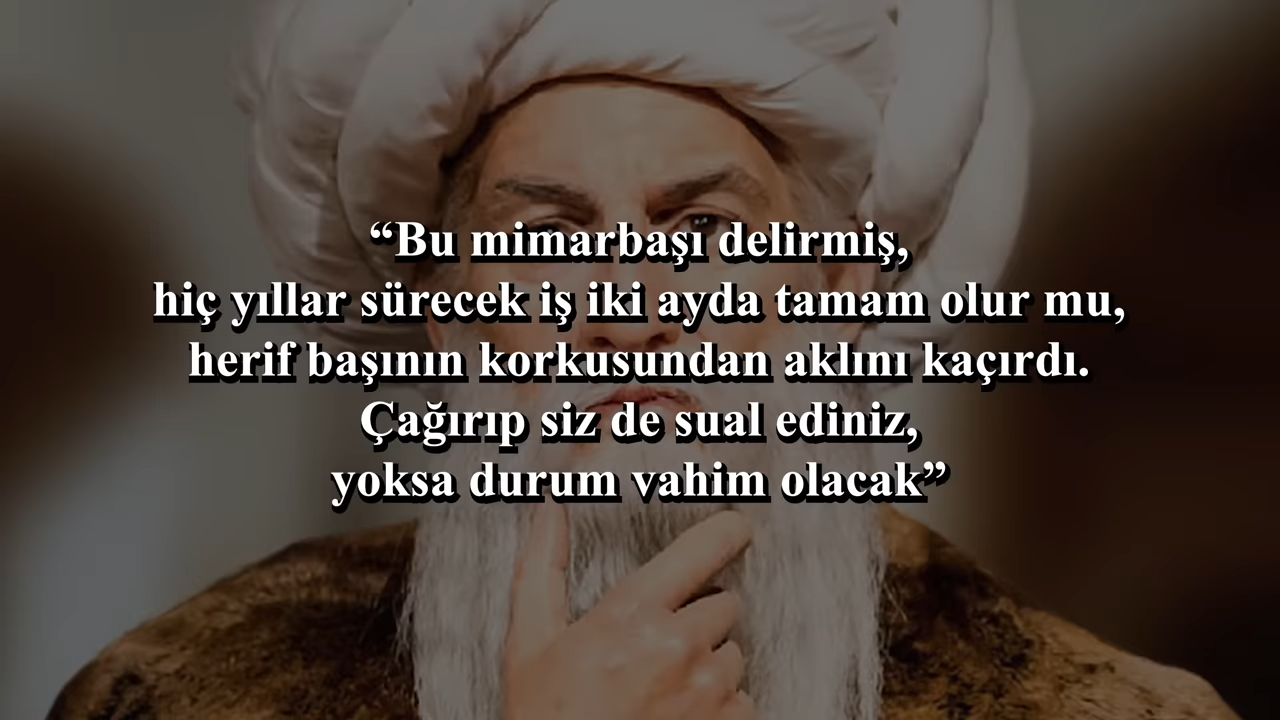 “Bu mimarbaşı delirmiş,
hiç yıllar sürecek iş iki ayda tamam olur mu,
herif başının korkusundan aklını kaçırdı.
Çağırıp siz de sual ediniz,
yoksa durum vahim olacak”